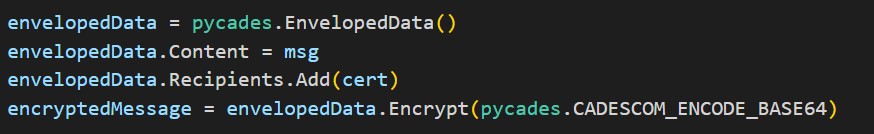 envelopedData = pycades.EnvelopedData()
envelopedData.Content = msg
envelopedData.Recipients.Add(cert)
encryptedMessage = envelopedData.Encrypt(pycades.CADESCOM_ENCODE_BASE64)